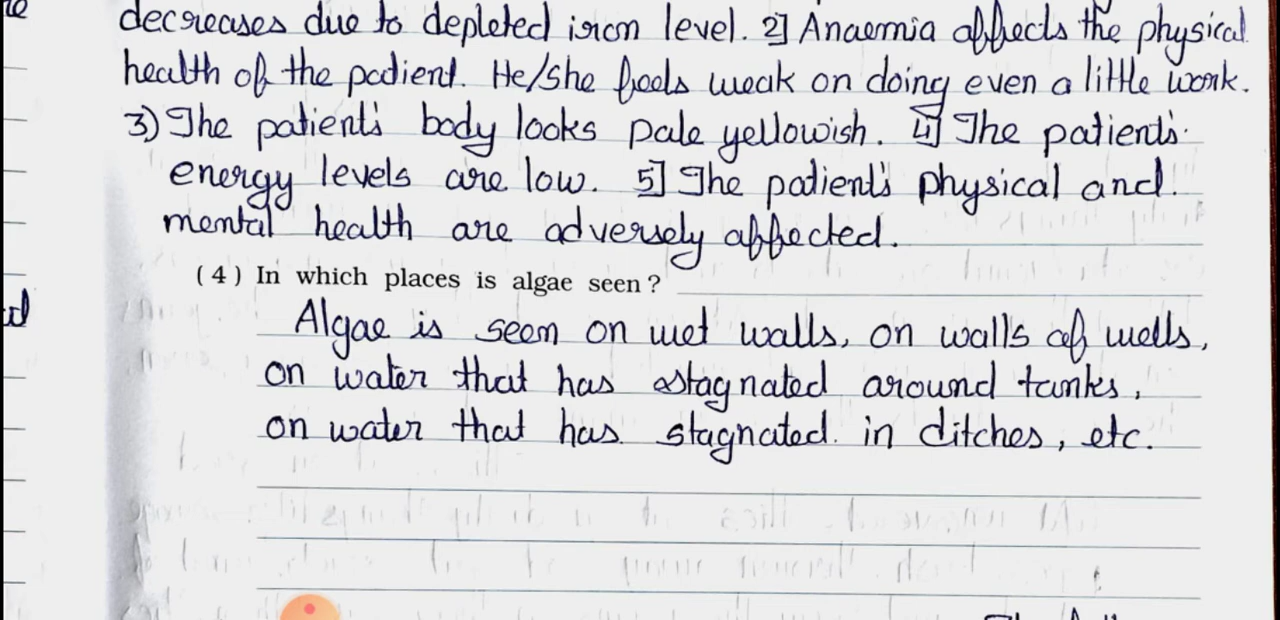 decreases due to depleted iron level. 2] Anaemia affects the physical
health of the patient. He/She feels weak on doing even a little work.
3) The patient's body looks pale yellowish. 4] The patient's
energy levels are low. 5] The patient's physical and
mental health are adversely affected.
(4) In which places is algae seen?
Algae is seen on wet walls, on walls of wells,
on water that has stagnated around tanks,
on water that has stagnated in ditches, etc.